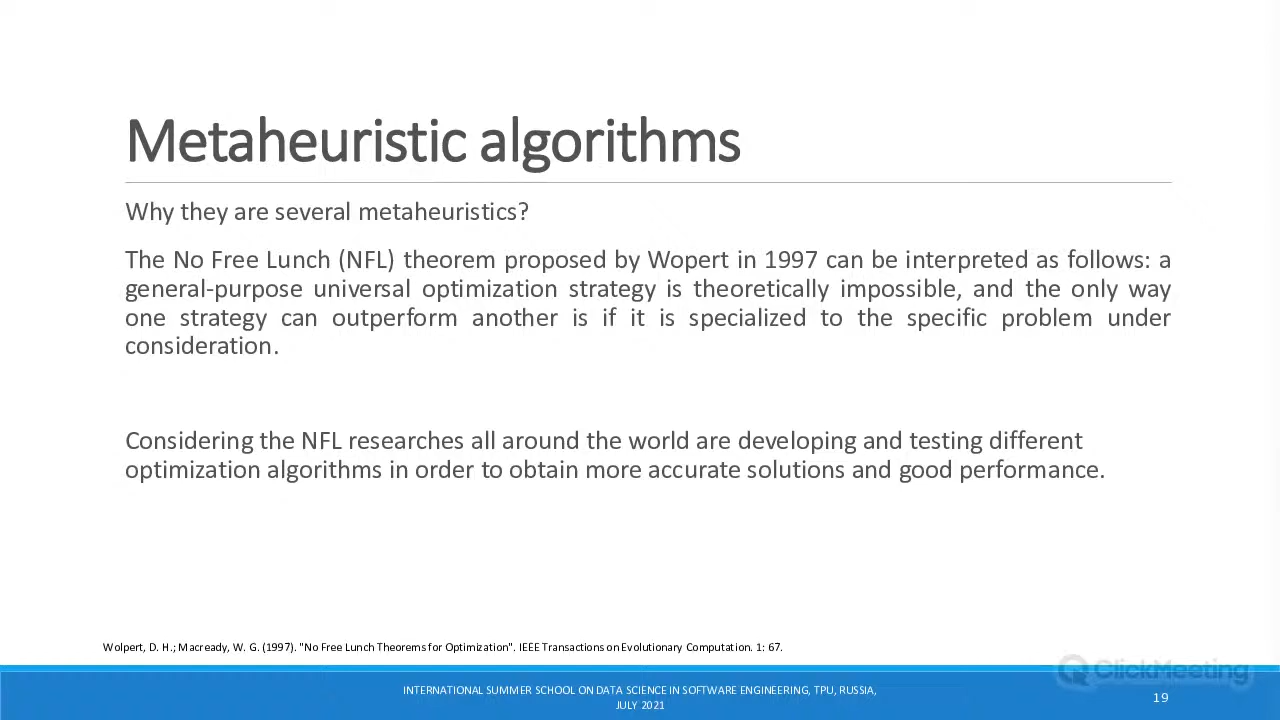 Metaheuristic algorithms
Why they are several metaheuristics?
The No Free Lunch (NFL) theorem proposed by Wopert in 1997 can be interpreted as follows: a
general-purpose universal optimization strategy is theoretically impossible, and the only way
one strategy can outperform another is if it is specialized to the specific problem under
consideration.
Considering the NFL researches all around the world are developing and testing different
optimization algorithms in order to obtain more accurate solutions and good performance.
Wolpert, D. H.; Macready, W. G. (1997). "No Free Lunch Theorems for Optimization". IEEE Transactions on Evolutionary Computation. 1: 67.
ClickMeeting
INTERNATIONAL SUMMER SCHOOL ON DATA SCIENCE IN SOFTWARE ENGINEERING, TPU, RUSSIA,
JULY 2021
19